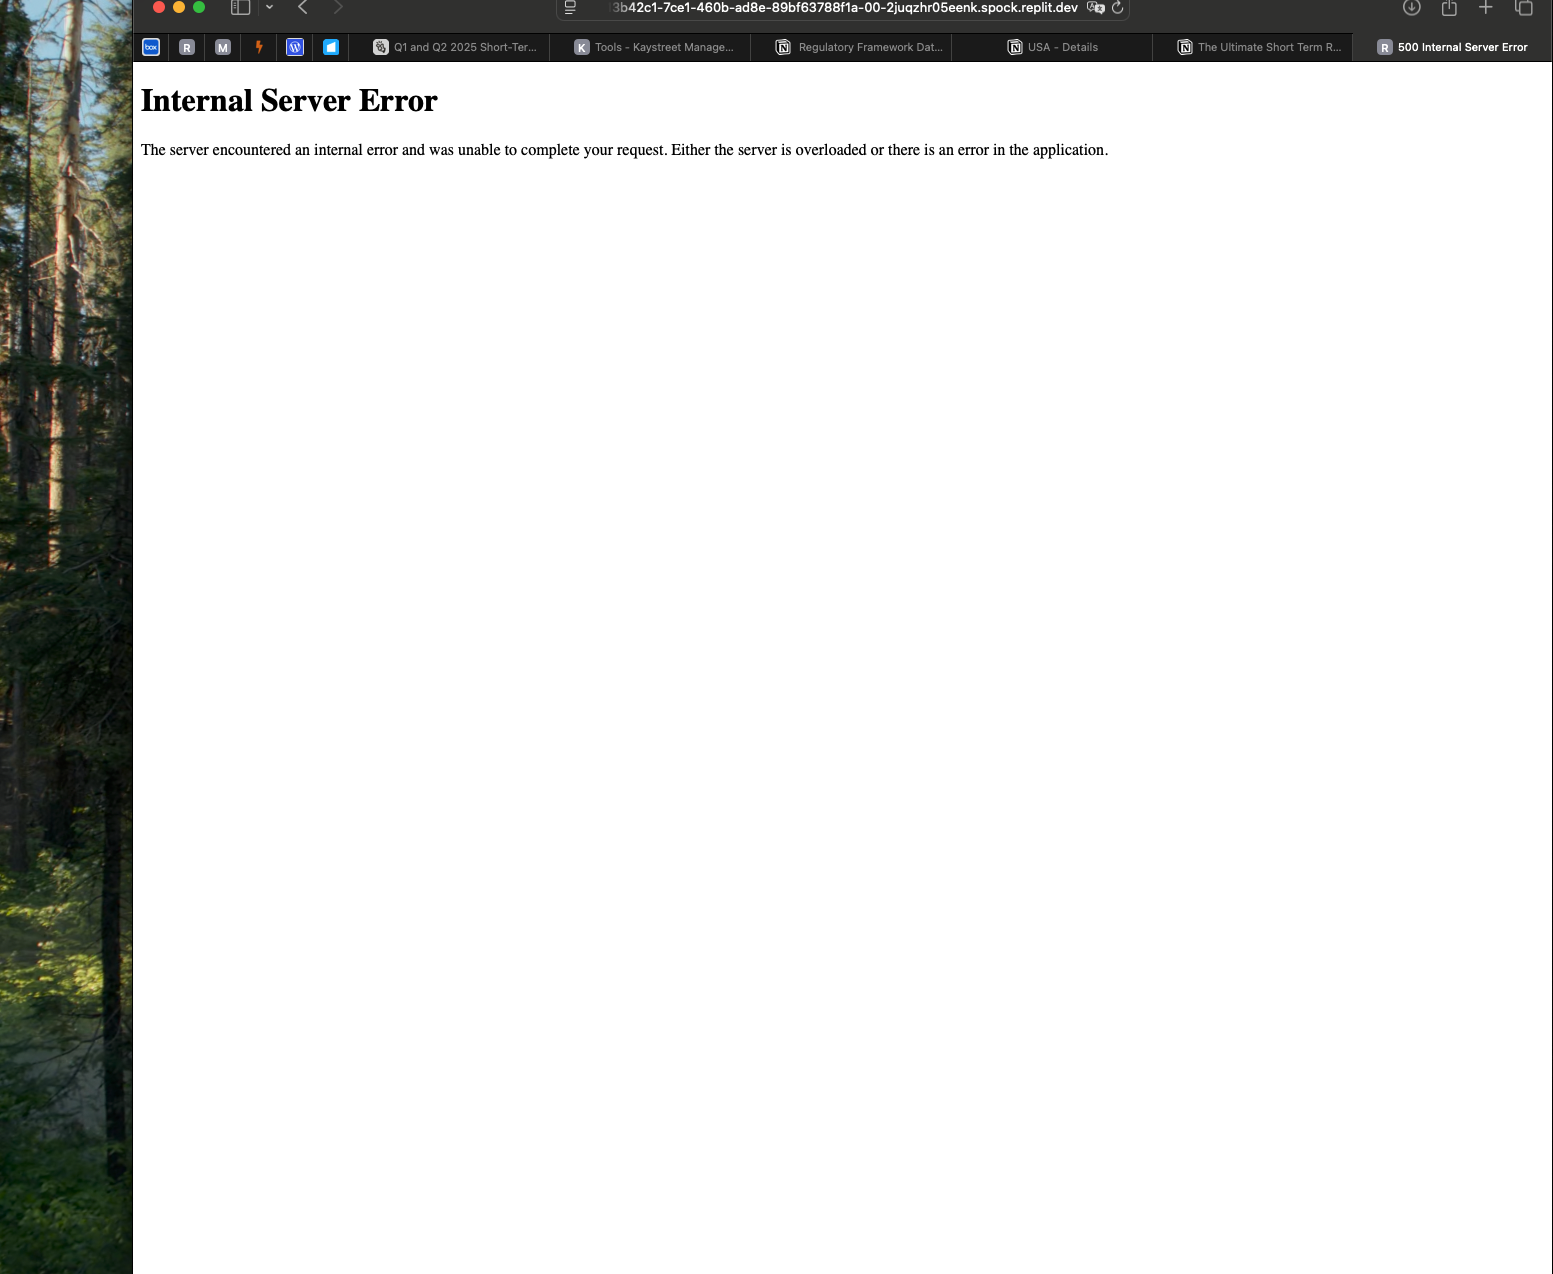 3b42c1-7ce1-460b-ad8e-89bf63788f1a-00-2juqzhr05eenk.spock.replit.dev
box R M W Q1 and Q2 2025 Short-Ter... K Tools - Kaystreet Manage... N Regulatory Framework Dat... N USA - Details N The Ultimate Short Term R... R 500 Internal Server Error
Internal Server Error
The server encountered an internal error and was unable to complete your request. Either the server is overloaded or there is an error in the application.